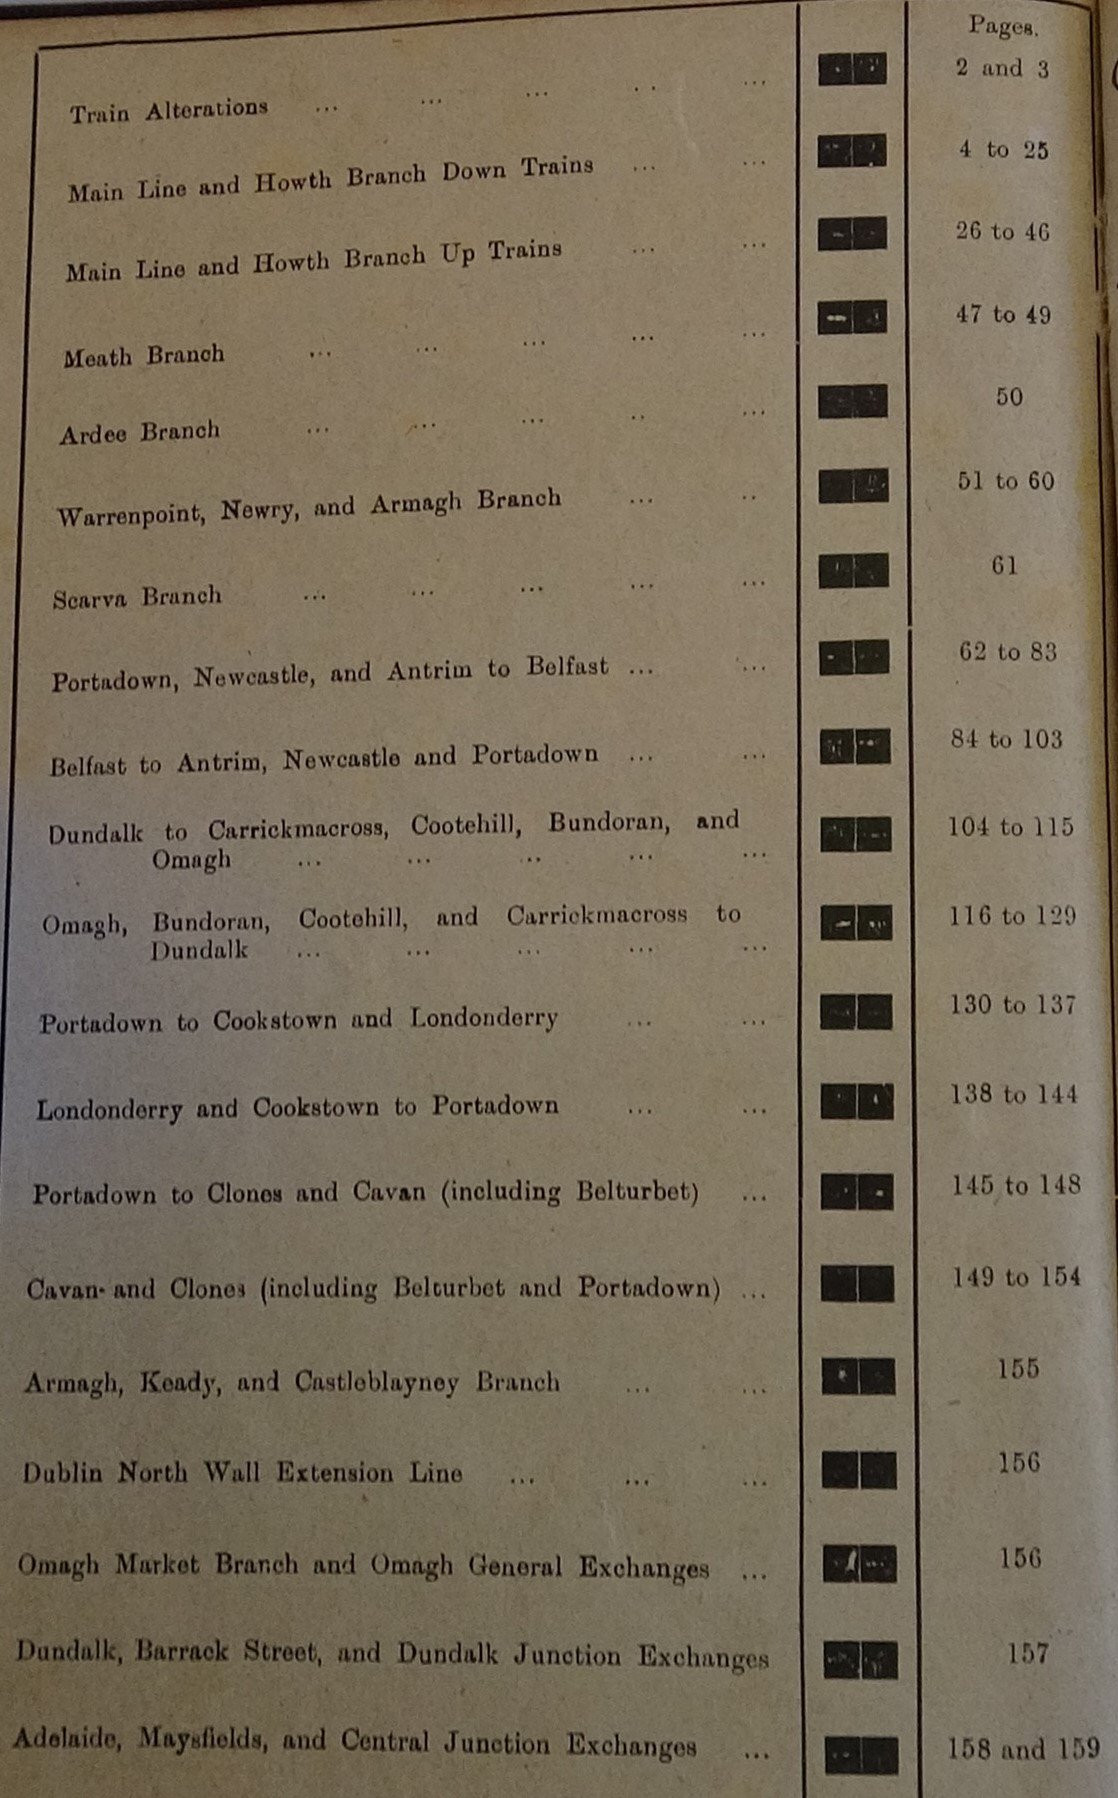 Pages.
Train Alterations ... ... ... .. ... 2 and 3
Main Line and Howth Branch Down Trains ... ... 4 to 25
Main Line and Howth Branch Up Trains ... ... 26 to 46
Meath Branch ... ... ... ... ... 47 to 49
Ardee Branch ... ... ... .. ... 50
Warrenpoint, Newry, and Armagh Branch ... .. 51 to 60
Scarva Branch ... ... ... ... ... 61
Portadown, Newcastle, and Antrim to Belfast ... ... 62 to 83
Belfast to Antrim, Newcastle and Portadown ... ... 84 to 103
Dundalk to Carrickmacross, Cootehill, Bundoran, and
Omagh ... ... .. ... ... 104 to 115
Omagh, Bundoran, Cootehill, and Carrickmacross to
Dundalk ... ... ... ... ... 116 to 129
Portadown to Cookstown and Londonderry ... ... 130 to 137
Londonderry and Cookstown to Portadown ... ... 138 to 144
Portadown to Clones and Cavan (including Belturbet) ... 145 to 148
Cavan- and Clones (including Belturbet and Portadown) ... 149 to 154
Armagh, Keady, and Castleblayney Branch ... ... 155
Dublin North Wall Extension Line ... ... ... 156
Omagh Market Branch and Omagh General Exchanges ... 156
Dundalk, Barrack Street, and Dundalk Junction Exchanges 157
Adelaide, Maysfields, and Central Junction Exchanges ... 158 and 159